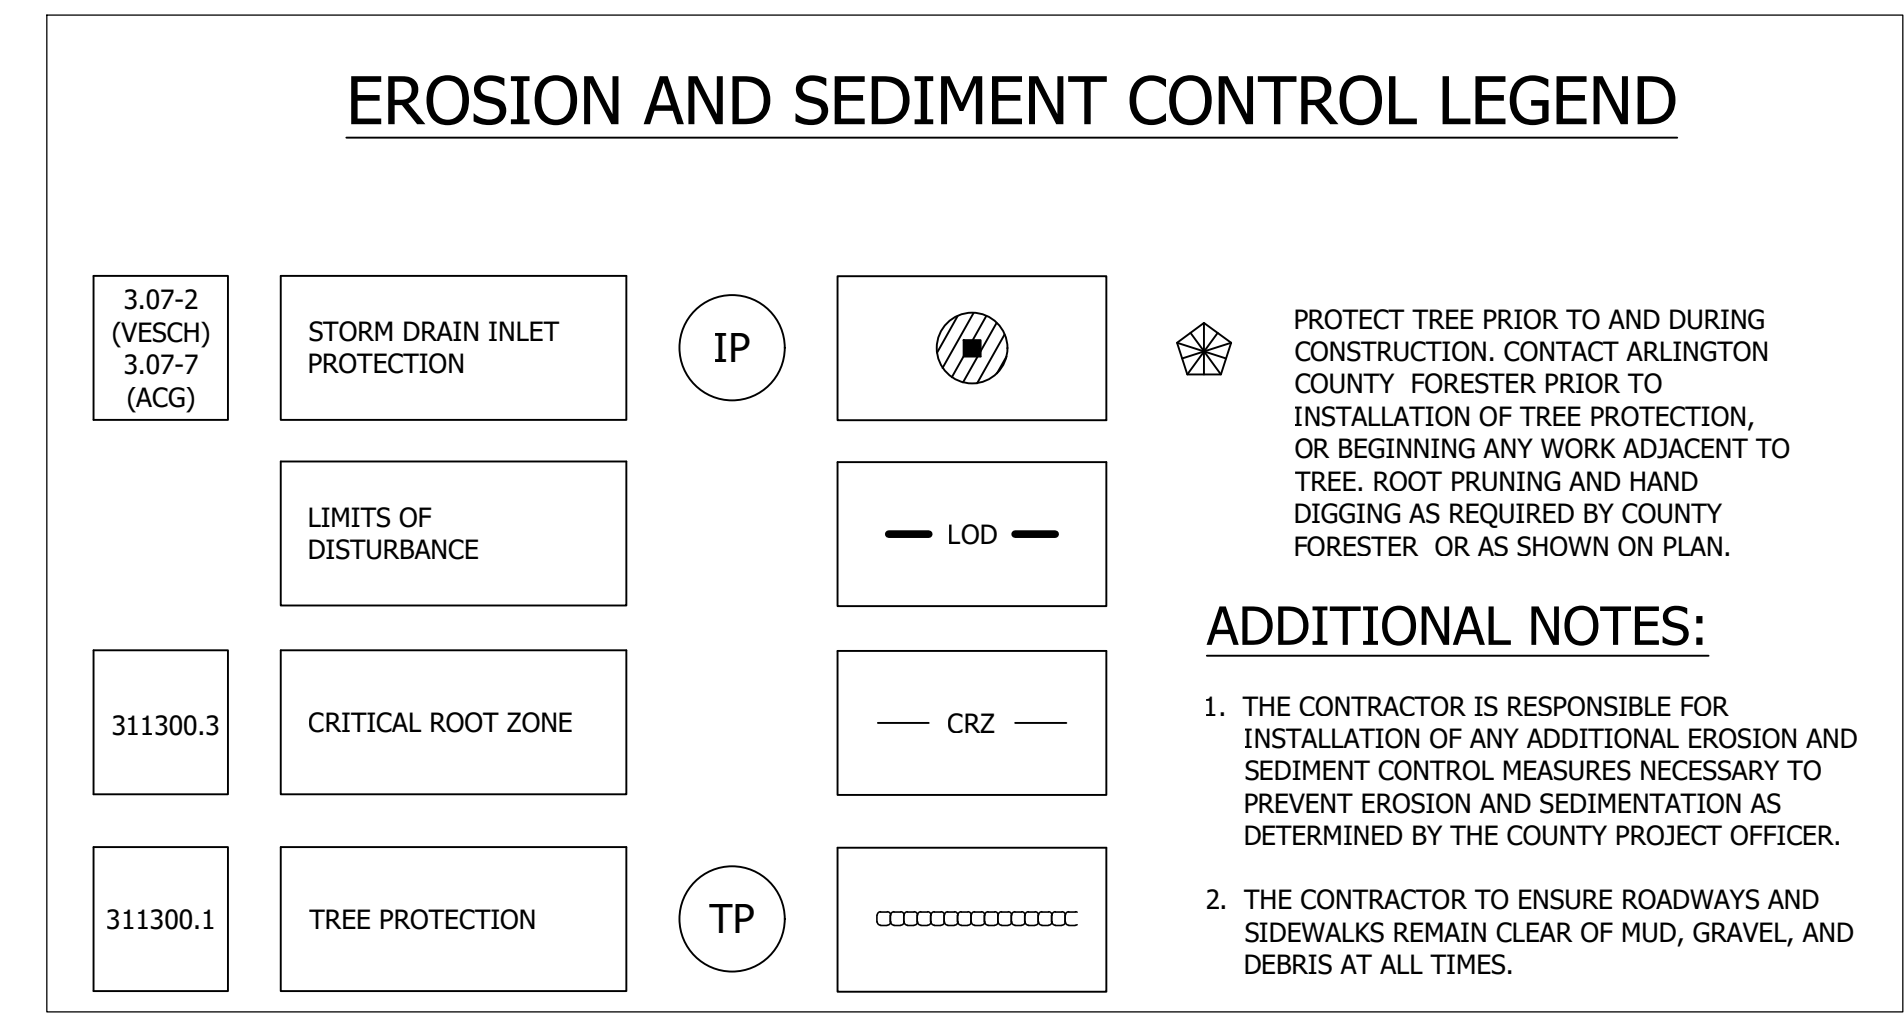 EROSION AND SEDIMENT CONTROL LEGEND
3.07-2
(VESCH)
3.07-7
(ACG)
STORM DRAIN INLET
PROTECTION
IP
LIMITS OF
DISTURBANCE
LOD
311300.3
CRITICAL ROOT ZONE
CRZ
311300.1
TREE PROTECTION
TP
PROTECT TREE PRIOR TO AND DURING
CONSTRUCTION. CONTACT ARLINGTON
COUNTY FORESTER PRIOR TO
INSTALLATION OF TREE PROTECTION,
OR BEGINNING ANY WORK ADJACENT TO
TREE. ROOT PRUNING AND HAND
DIGGING AS REQUIRED BY COUNTY
FORESTER OR AS SHOWN ON PLAN.
ADDITIONAL NOTES:
1. THE CONTRACTOR IS RESPONSIBLE FOR
INSTALLATION OF ANY ADDITIONAL EROSION AND
SEDIMENT CONTROL MEASURES NECESSARY TO
PREVENT EROSION AND SEDIMENTATION AS
DETERMINED BY THE COUNTY PROJECT OFFICER.
2. THE CONTRACTOR TO ENSURE ROADWAYS AND
SIDEWALKS REMAIN CLEAR OF MUD, GRAVEL, AND
DEBRIS AT ALL TIMES.